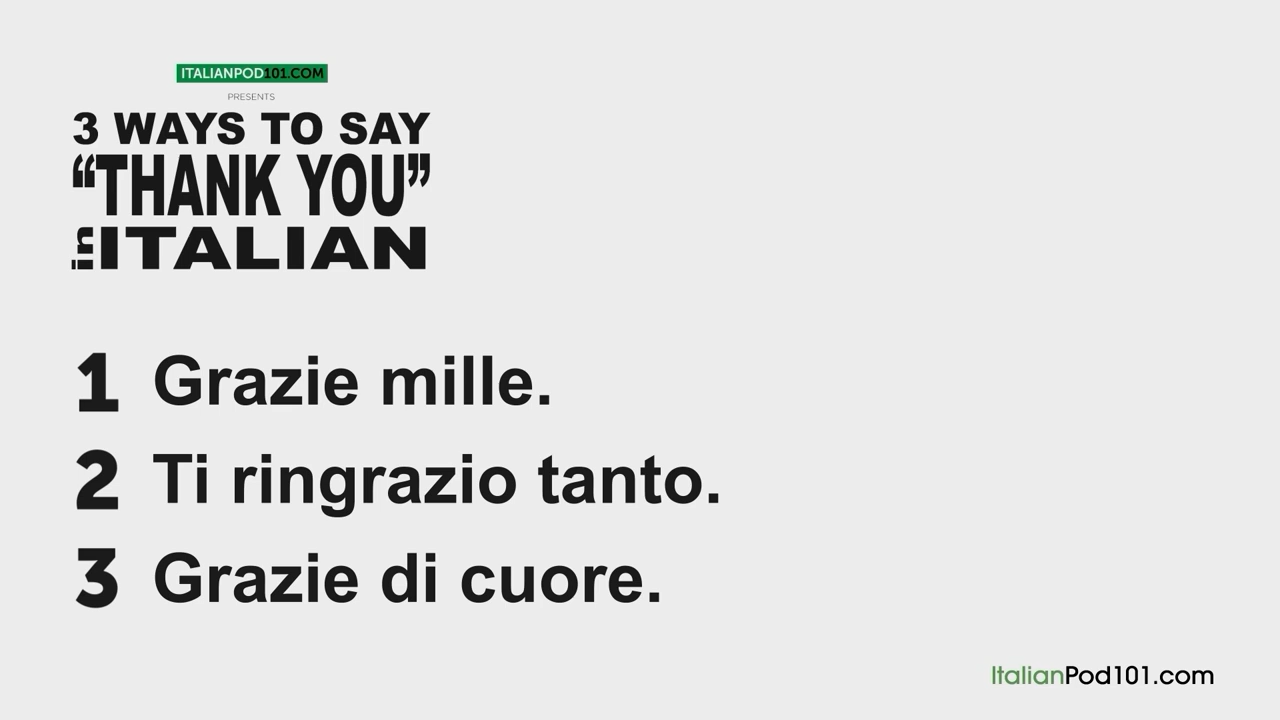 ITALIANPOD101.COM
PRESENTS
3 WAYS TO SAY
“THANK YOU”
in ITALIAN
1 Grazie mille.
2 Ti ringrazio tanto.
3 Grazie di cuore.
ItalianPod101.com